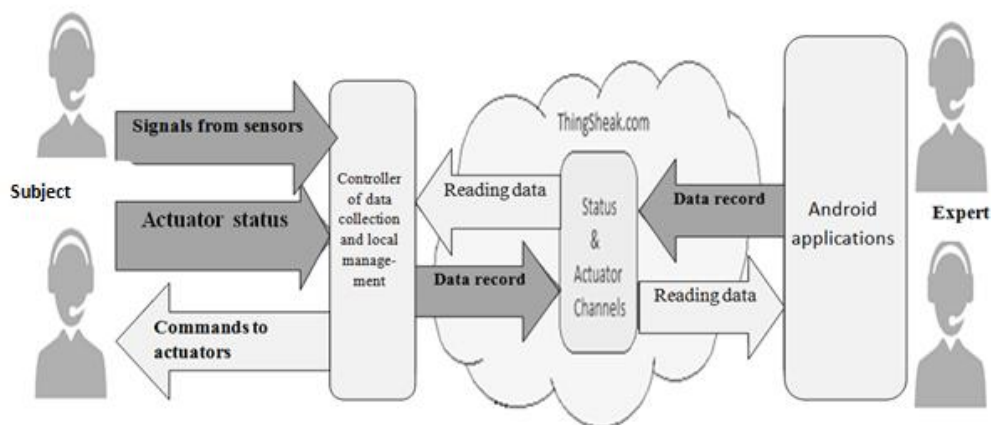 Subject
Signals from sensors
Actuator status
Commands to
actuators
Controller
of data
collection
and local
manage-
ment
Reading data
Data record
ThingSheak.com
Status
&
Actuator
Channels
Data record
Reading data
Android
applications
Expert